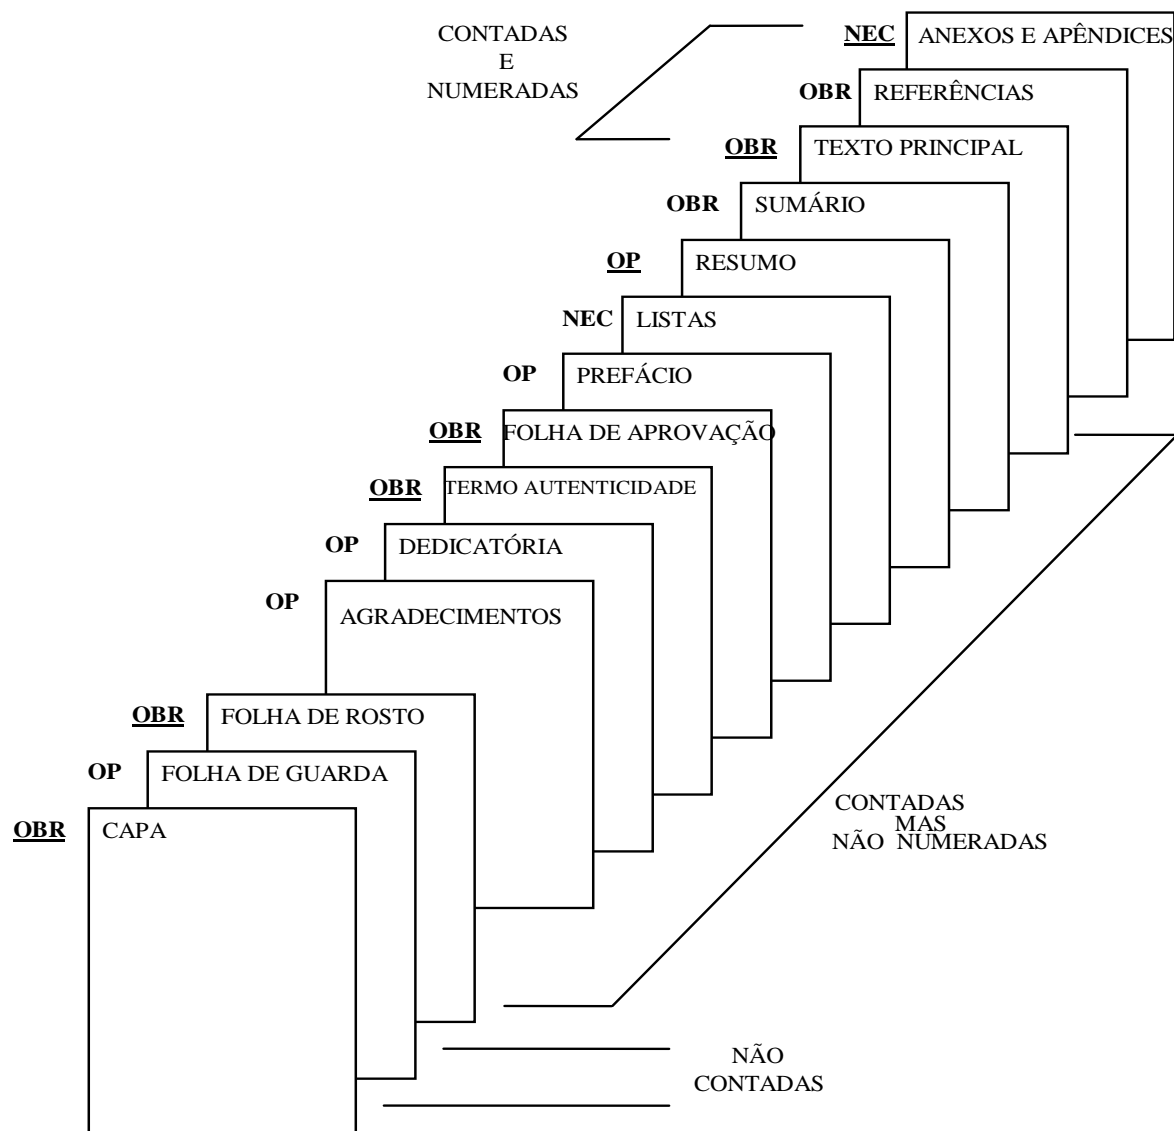 CONTADAS
E
NUMERADAS
NEC ANEXOS E APÊNDICES
OBR REFERÊNCIAS
OBR TEXTO PRINCIPAL
OBR SUMÁRIO
OP RESUMO
NEC LISTAS
OP PREFÁCIO
OBR FOLHA DE APROVAÇÃO
OBR TERMO AUTENTICIDADE
OP DEDICATÓRIA
OP AGRADECIMENTOS
OBR FOLHA DE ROSTO
OP FOLHA DE GUARDA
OBR CAPA
CONTADAS
MAS
NÃO NUMERADAS
NÃO
CONTADAS